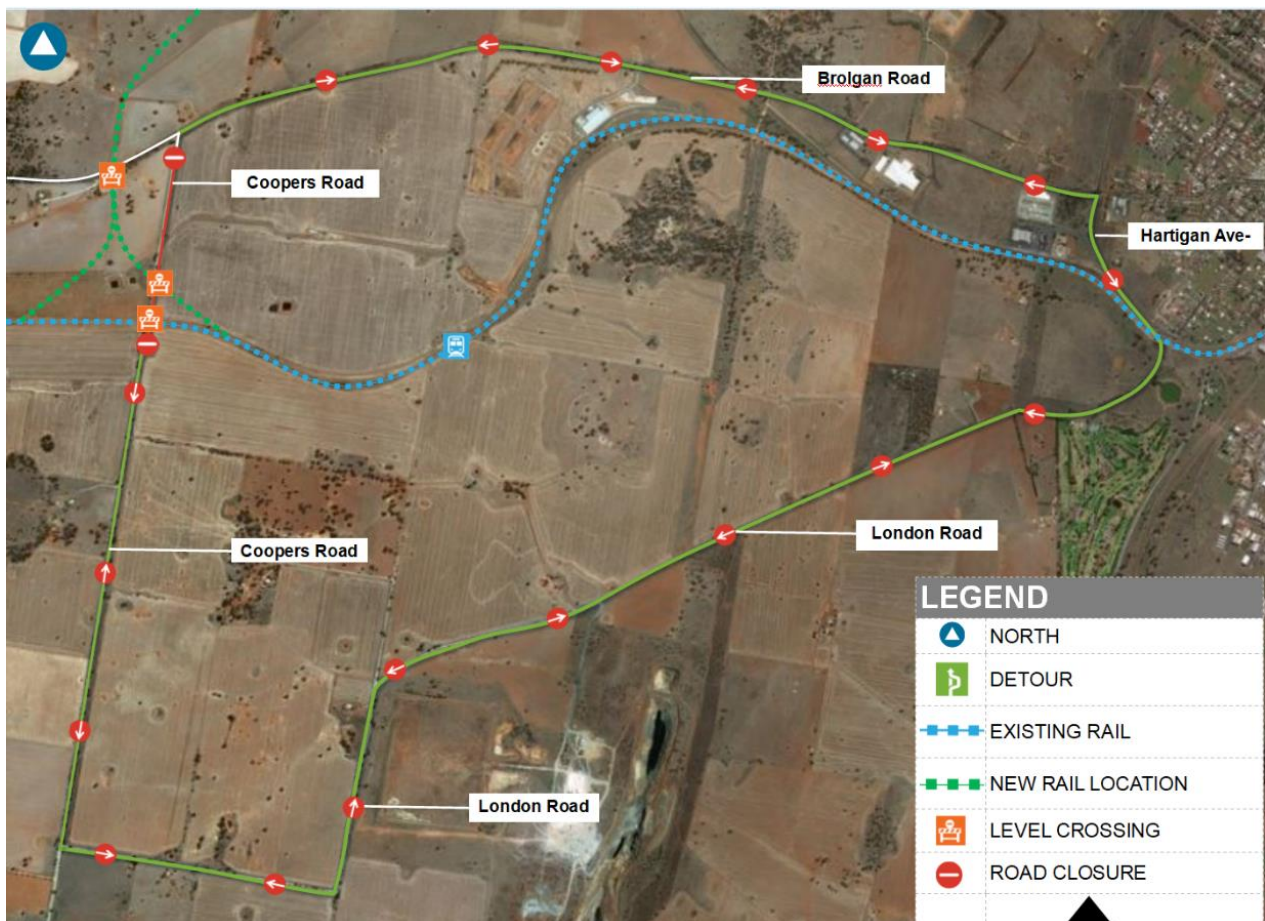 Brolgan Road
Coopers Road
Hartigan Ave-
Coopers Road
London Road
London Road
LEGEND
NORTH
DETOUR
EXISTING RAIL
NEW RAIL LOCATION
LEVEL CROSSING
ROAD CLOSURE